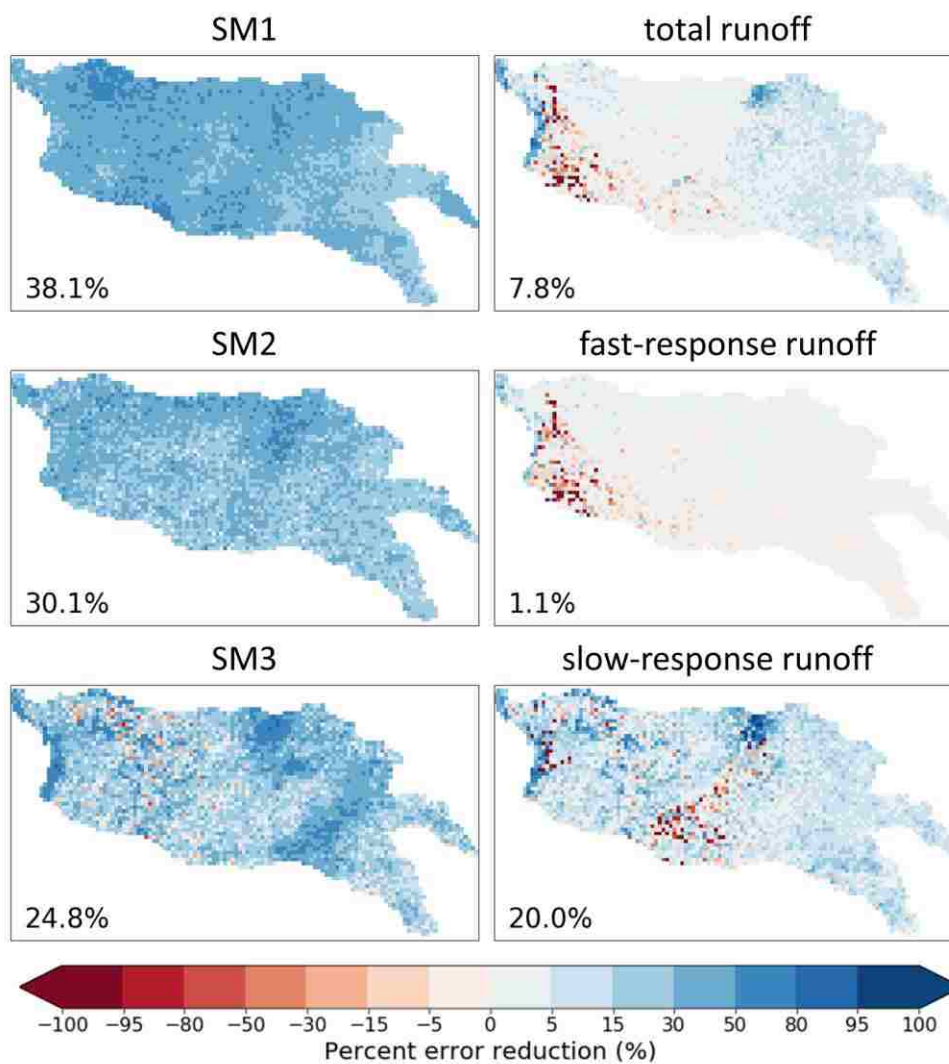 SM1 total runoff
38.1% 7.8%
SM2 fast-response runoff
30.1% 1.1%
SM3 slow-response runoff
24.8% 20.0%
−100 −95 −80 −50 −30 −15 −5 0 5 15 30 50 80 95 100
Percent error reduction (%)